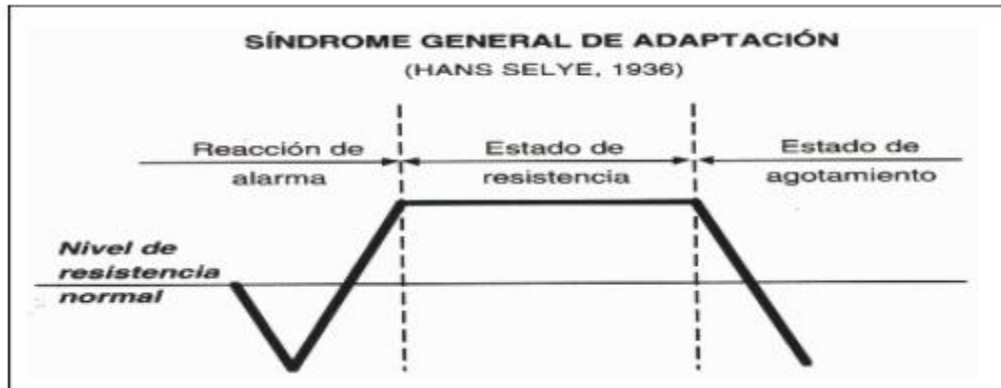 SÍNDROME GENERAL DE ADAPTACIÓN
(HANS SELYE, 1936)
Reacción de
alarma
Estado de
resistencia
Estado de
agotamiento
Nivel de
resistencia
normal